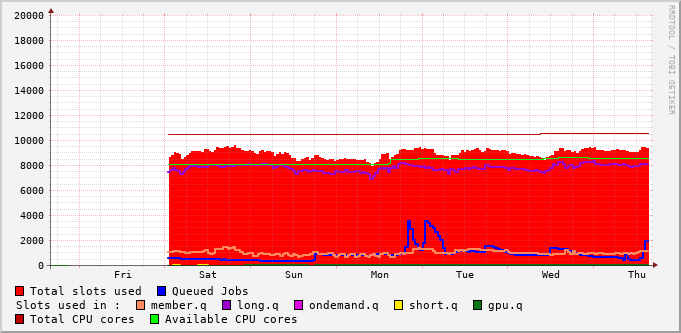 20000
18000
16000
14000
12000
10000
8000
6000
4000
2000
0
Fri Sat Sun Mon Tue Wed Thu
Total slots used Queued Jobs
Slots used in : member.q long.q ondemand.q short.q gpu.q
Total CPU cores Available CPU cores
RRDTOOL / TOBI OETIKER